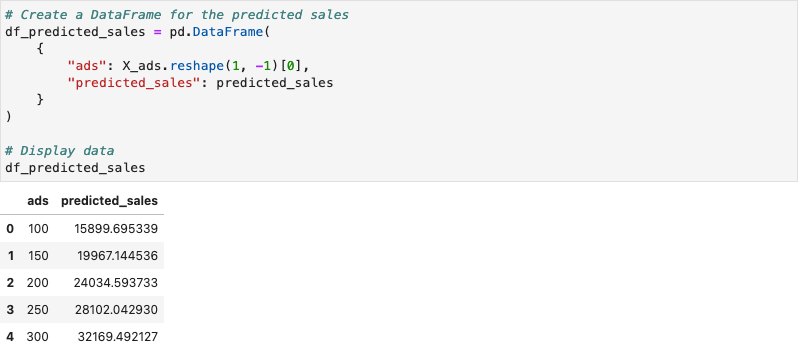 # Create a DataFrame for the predicted sales
df_predicted_sales = pd.DataFrame(
    {
        "ads": X_ads.reshape(1, -1)[0],
        "predicted_sales": predicted_sales
    }
)
# Display data
df_predicted_sales
ads predicted_sales
0 100 15899.695339
1 150 19967.144536
2 200 24034.593733
3 250 28102.042930
4 300 32169.492127